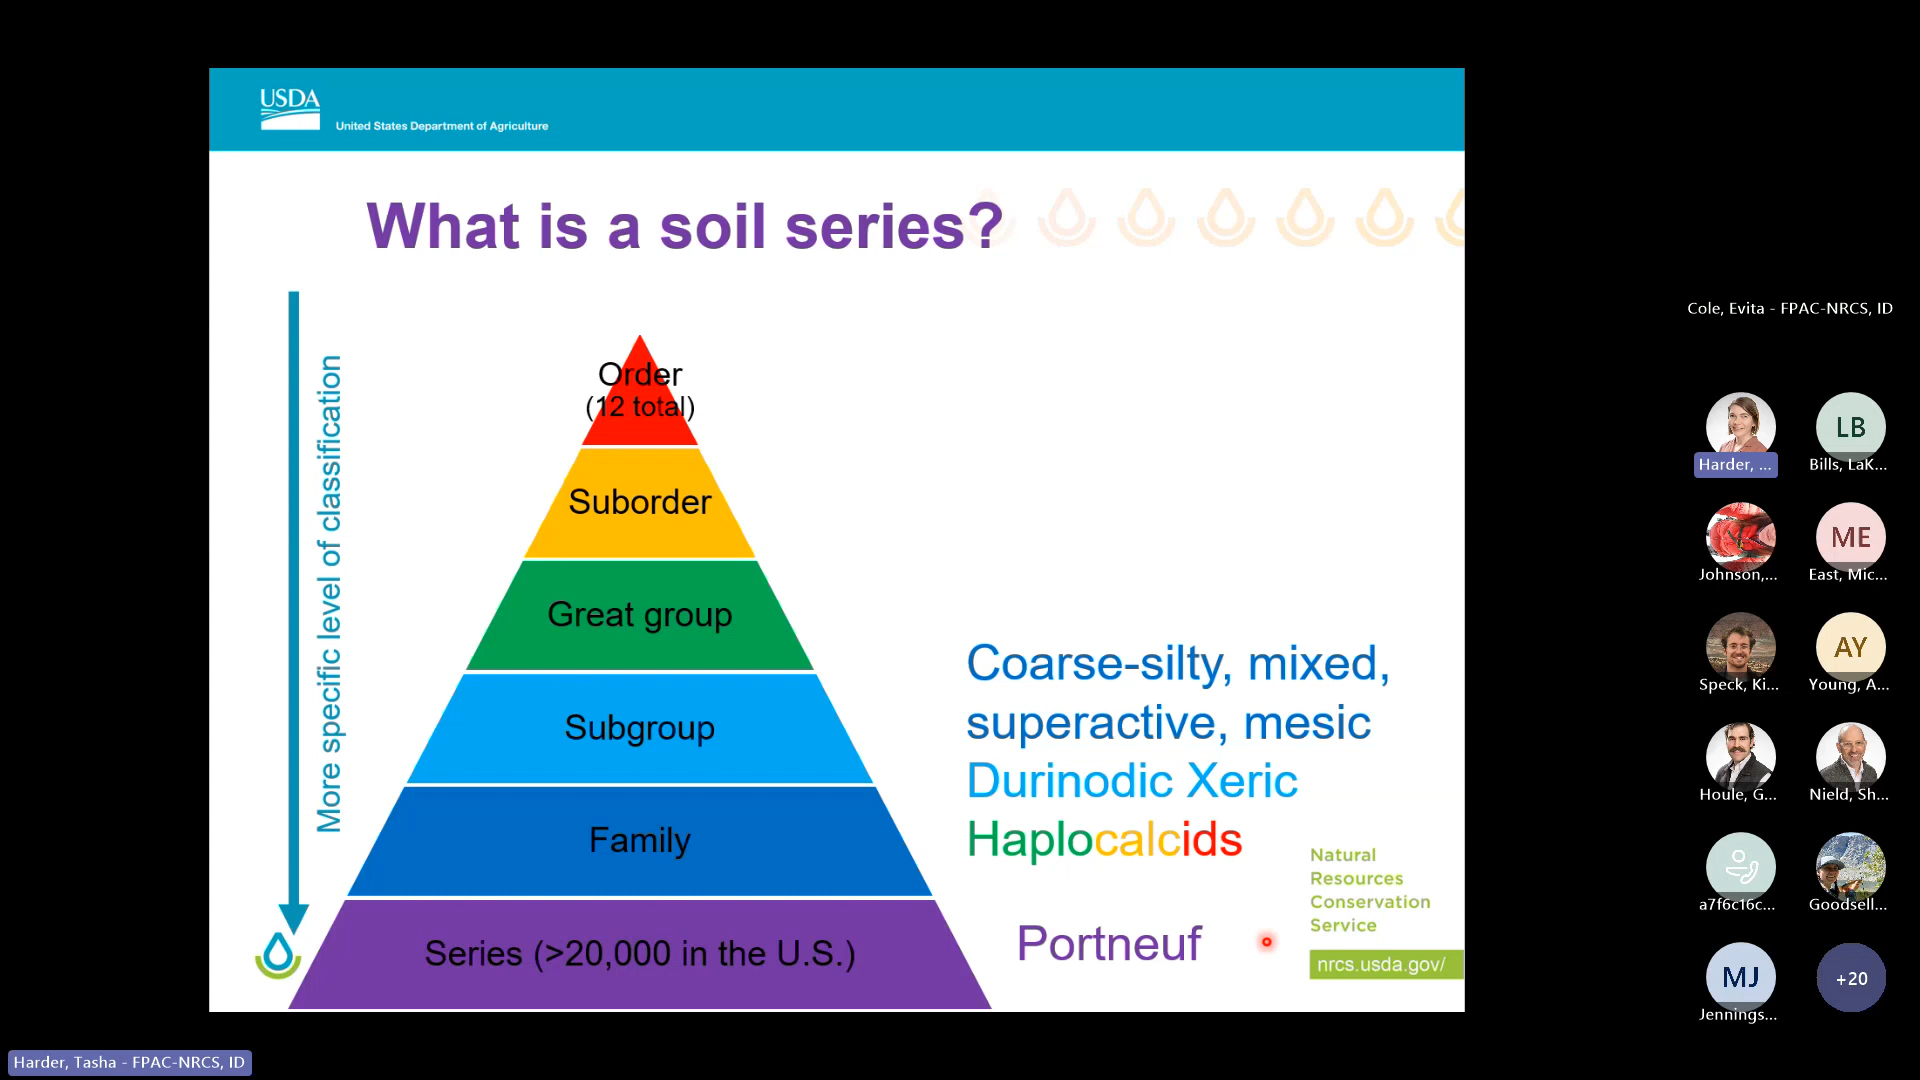 USDA
United States Department of Agriculture
What is a soil series?
More specific level of classification
Order
(12 total)
Suborder
Great group
Subgroup
Family
Series (>20,000 in the U.S.)
Coarse-silty, mixed,
superactive, mesic
Durinodic Xeric
Haplocalcids
Portneuf
Natural
Resources
Conservation
Service
nrcs.usda.gov/
Cole, Evita - FPAC-NRCS, ID
Harder, ...
LB
Bills, LaK...
Johnson,...
ME
East, Mic...
Speck, Ki...
AY
Young, A...
Houle, G...
Nield, Sh...
a7f6c16c...
Goodsell...
MJ
Jennings...
+20
Harder, Tasha - FPAC-NRCS, ID